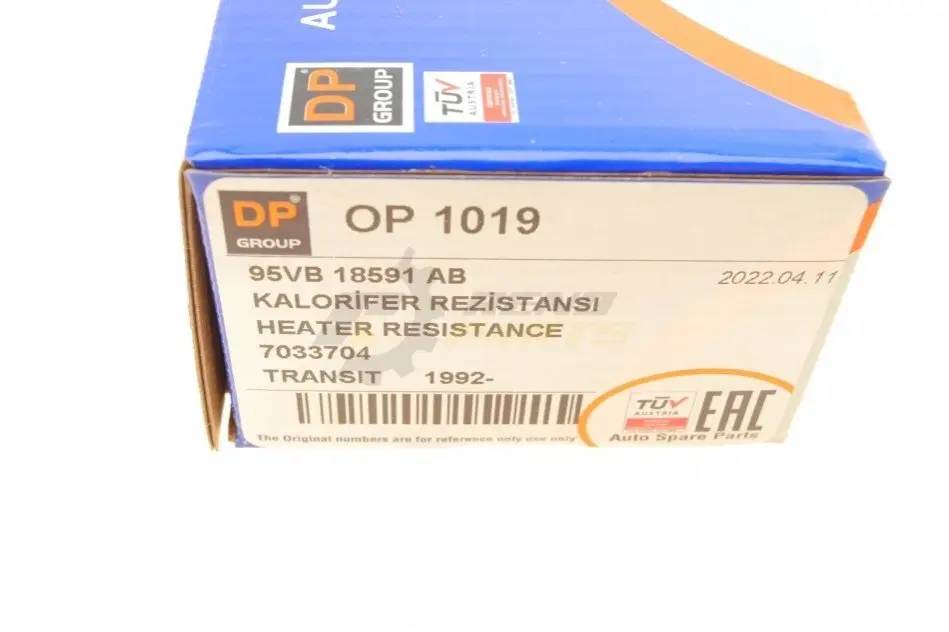 AU
DP
GROUP
TÜV
AUSTRIA
DP
GROUP
OP 1019
95VB 18591 AB
2022.04.11
KALORİFER REZİSTANSI
HEATER RESISTANCE
7033704
TRANSIT 1992-
TÜV
AUSTRIA
EAC
Auto Spare Parts
The Original numbers are for reference only use only